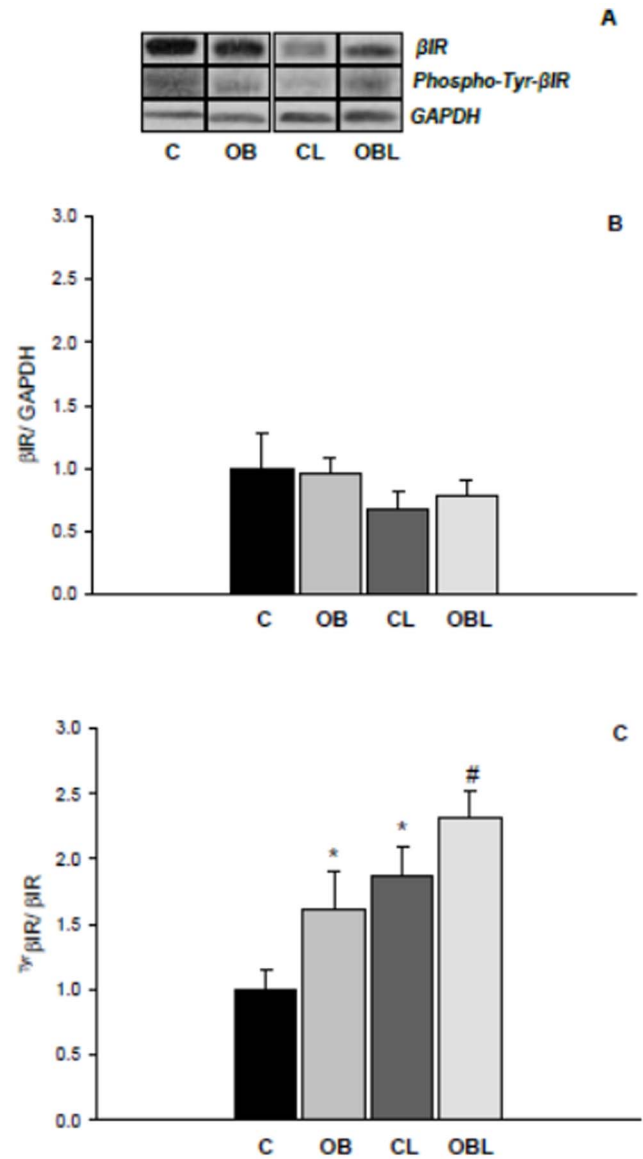 A
βIR
Phospho-Tyr-βIR
GAPDH
C OB CL OBL
B
3.0
2.5
2.0
1.5
1.0
0.5
0.0
βIR/ GAPDH
C OB CL OBL
C
3.0
2.5
2.0
1.5
1.0
0.5
0.0
Tyr βIR/ βIR
* * #
C OB CL OBL